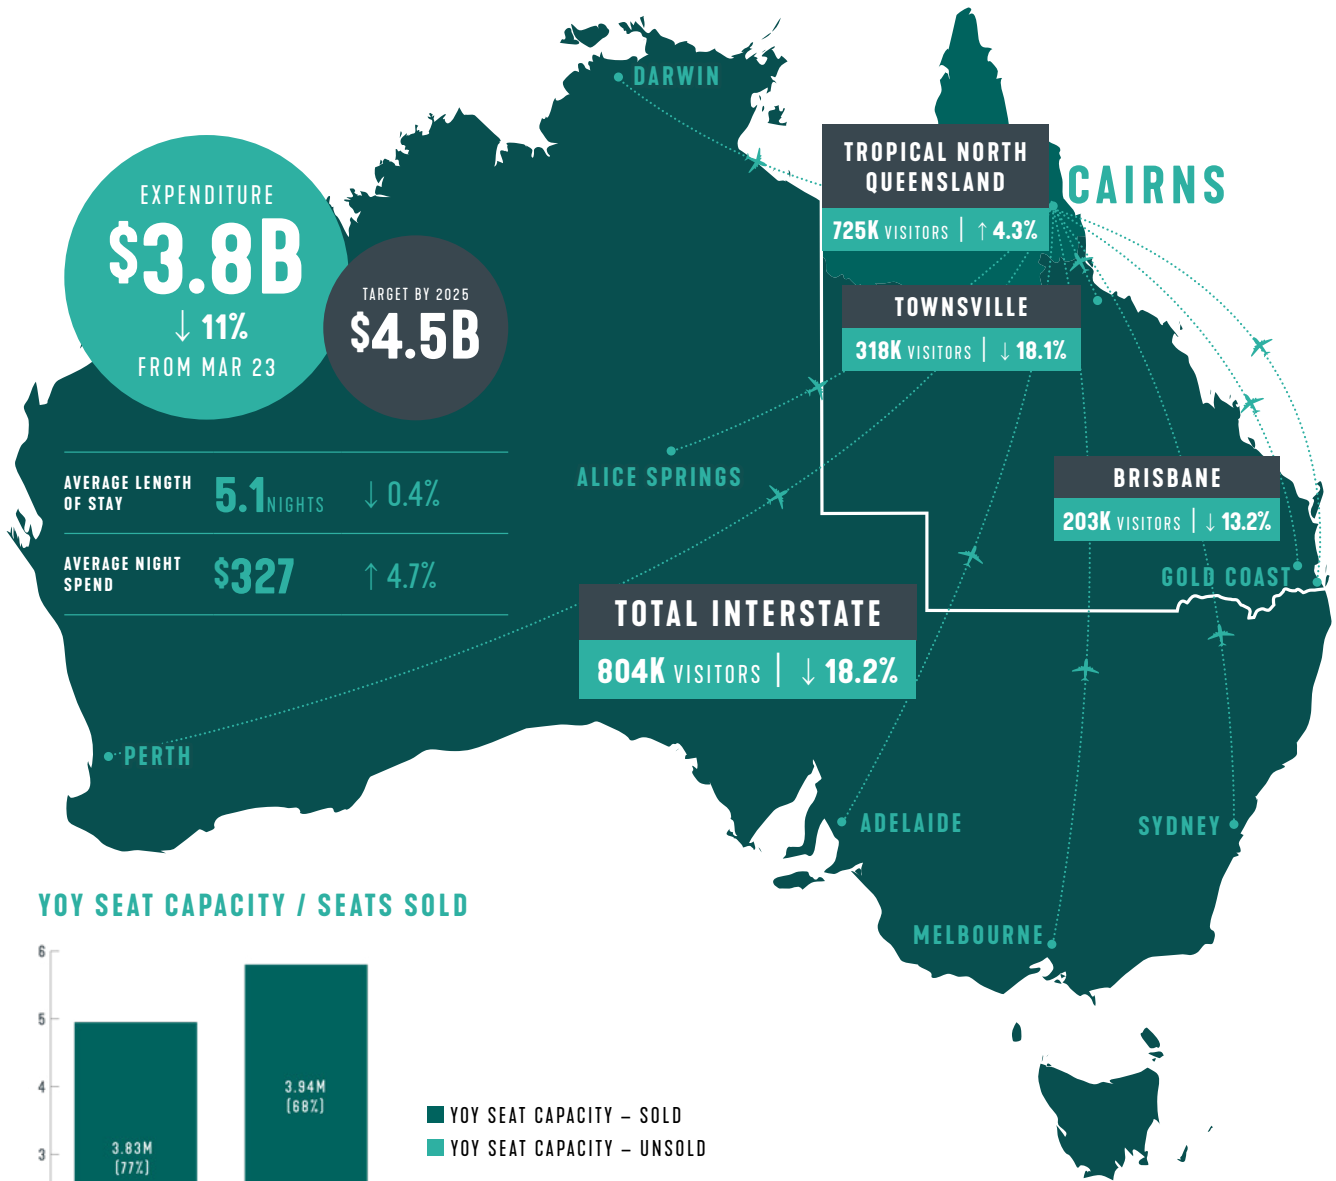 DARWIN
TROPICAL NORTH
QUEENSLAND
725K VISITORS | ↑ 4.3%
CAIRNS
EXPENDITURE
$3.8B
↓ 11%
FROM MAR 23
TARGET BY 2025
$4.5B
TOWNSVILLE
318K VISITORS | ↓ 18.1%
AVERAGE LENGTH
OF STAY
5.1 NIGHTS
↓ 0.4%
ALICE SPRINGS
BRISBANE
203K VISITORS | ↓ 13.2%
AVERAGE NIGHT
SPEND
$327
↑ 4.7%
GOLD COAST
TOTAL INTERSTATE
804K VISITORS | ↓ 18.2%
PERTH
ADELAIDE
SYDNEY
MELBOURNE
YOY SEAT CAPACITY / SEATS SOLD
6
5
4
3
3.83M
(77%)
3.94M
(68%)
YOY SEAT CAPACITY – SOLD
YOY SEAT CAPACITY – UNSOLD